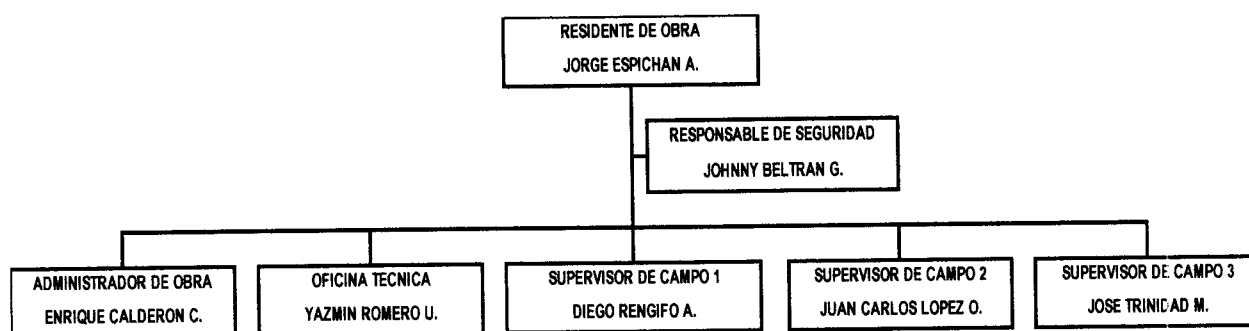 RESIDENTE DE OBRA
JORGE ESPICHAN A.
RESPONSABLE DE SEGURIDAD
JOHNNY BELTRAN G.
ADMINISTRADOR DE OBRA
ENRIQUE CALDERON C.
OFICINA TECNICA
YAZMIN ROMERO U.
SUPERVISOR DE CAMPO 1
DIEGO RENGIFO A.
SUPERVISOR DE CAMPO 2
JUAN CARLOS LOPEZ O.
SUPERVISOR DE CAMPO 3
JOSE TRINIDAD M.